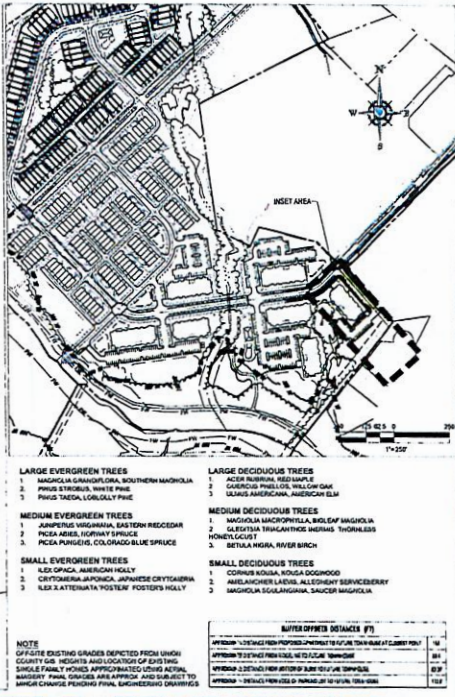 N
W
E
S
INSET AREA
1"=250'
LARGE EVERGREEN TREES
1. MAGNOLIA GRANDIFLORA, SOUTHERN MAGNOLIA
2. PINUS STROBUS, WHITE PINE
3. PINUS TAEDA, LOBLOLLY PINE
MEDIUM EVERGREEN TREES
1 JUNIPERUS VIRGINIANA, EASTERN REDCEDAR
2 PICEA ABIES, NORWAY SPRUCE
3. PICEA PUNGENS, COLORADO BLUE SPRUCE
SMALL EVERGREEN TREES
1 ILEX OPACA, AMERICAN HOLLY
2. CRYTOMERIA JAPONICA, JAPANESE CRYTOMERIA
3 ILEX X ATTENUATA 'FOSTERI' FOSTER'S HOLLY
LARGE DECIDUOUS TREES
1. ACER RUBRUM, RED MAPLE
2 QUERCUS PHELLOS, WILLOW OAK
3 ULMUS AMERICANA, AMERICAN ELM
MEDIUM DECIDUOUS TREES
1. MAGNOLIA MACROPHYLLA, BIGLEAF MAGNOLIA
2 GLEDITSIA TRIACANTHOS INERMIS THORNLESS
HONEYLOCUST
3. BETULA NIGRA, RIVER BIRCH
SMALL DECIDUOUS TREES
1 CORNUS KOUSA, KOUSA DOGWOOD
2. AMELANCHIER LAEVIS, ALLEGHENY SERVICEBERRY
3 MAGNOLIA SOULANGIANA, SAUCER MAGNOLIA
NOTE
OFF-SITE EXISTING GRADES DEPICTED FROM UNION
COUNTY GIS HEIGHTS AND LOCATION OF EXISTING
SINGLE FAMILY HOMES APPROXIMATED USING AERIAL
IMAGERY FINAL GRADES ARE APPROX AND SUBJECT TO
MINOR CHANGE PENDING FINAL ENGINEERING DRAWINGS
BUFFER OFFSETS DISTANCES (FT)